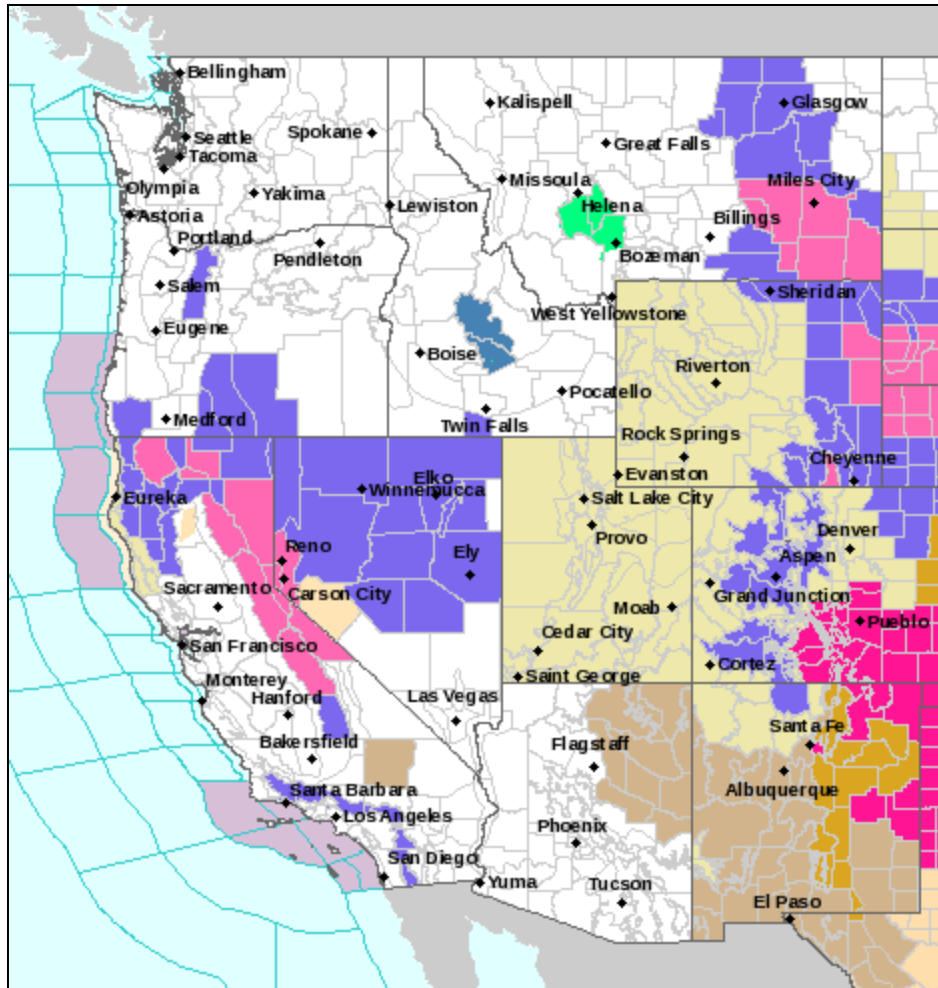 Bellingham
Kalispell
Glasgow
Spokane
Seattle
Great Falls
Tacoma
Missoula
Miles City
Olympia
Yakima
Lewiston
Helena
Astoria
Billings
Portland
Pendleton
Bozeman
Salem
Sheridan
West Yellowstone
Eugene
Boise
Riverton
Pocatello
Medford
Twin Falls
Rock Springs
Cheyenne
Elko
Evanston
Eureka
Winnemucca
Salt Lake City
Provo
Denver
Reno
Ely
Aspen
Sacramento
Carson City
Grand Junction
Moab
Pueblo
Cedar City
San Francisco
Cortez
Saint George
Monterey
Hanford
Las Vegas
Santa Fe
Bakersfield
Flagstaff
Albuquerque
Santa Barbara
Los Angeles
Phoenix
San Diego
Yuma
Tucson
El Paso